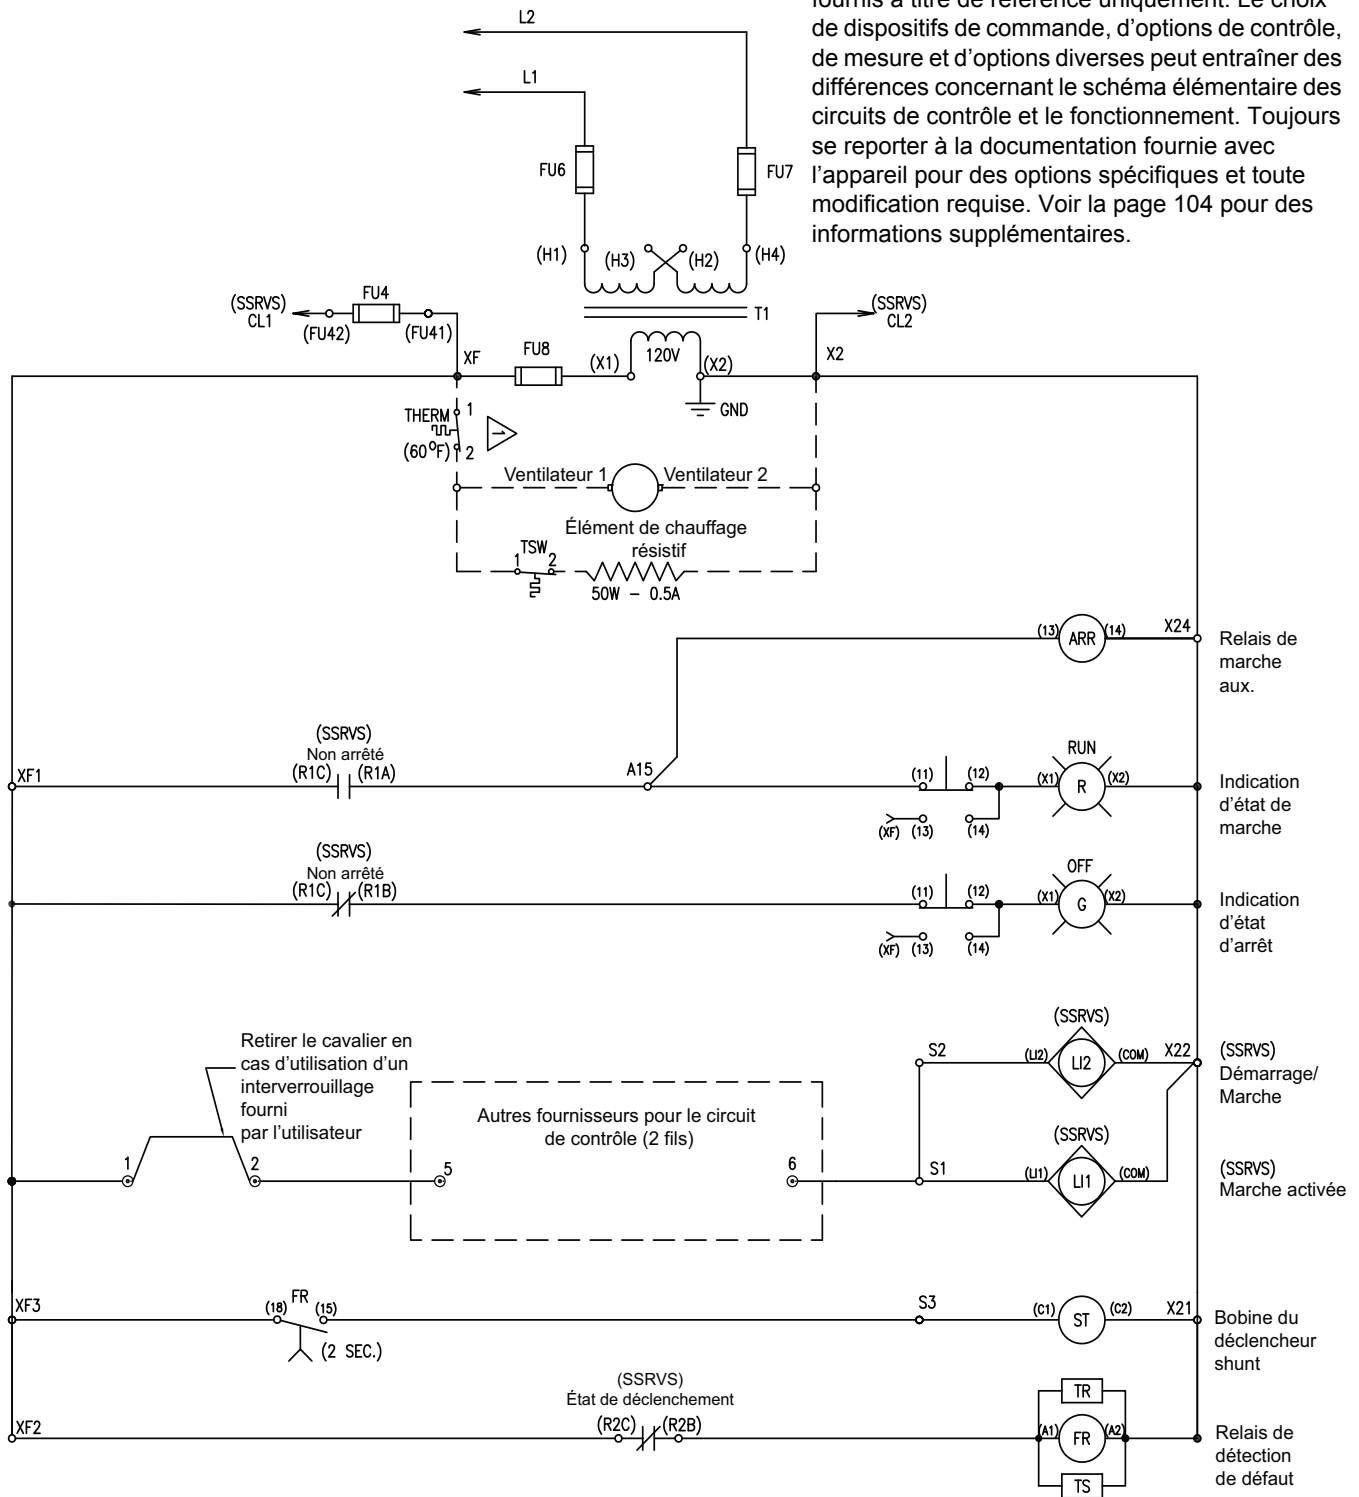 fournis à titre de référence uniquement. Le choix
de dispositifs de commande, d'options de contrôle,
de mesure et d'options diverses peut entraîner des
différences concernant le schéma élémentaire des
circuits de contrôle et le fonctionnement. Toujours
se reporter à la documentation fournie avec
l'appareil pour des options spécifiques et toute
modification requise. Voir la page 104 pour des
informations supplémentaires.
L2
L1
FU6
FU7
(H1)
(H3)
(H2)
(H4)
T1
(SSRVS)
CL1
FU4
(FU42)
(FU41)
(SSRVS)
CL2
XF
FU8
(X1)
120V
(X2)
X2
GND
THERM
1
(60°F)
2
1
Ventilateur 1
Ventilateur 2
Élément de chauffage
résistif
TSW
1
2
50W – 0.5A
(13)
ARR
(14)
X24
Relais de
marche
aux.
XF1
(SSRVS)
Non arrêté
(R1C)
(R1A)
A15
(11)
(12)
(XF)
(13)
(14)
RUN
(X1)
R
(X2)
Indication
d'état de
marche
(SSRVS)
Non arrêté
(R1C)
(R1B)
(11)
(12)
(XF)
(13)
(14)
OFF
(X1)
G
(X2)
Indication
d'état
d'arrêt
Retirer le cavalier en
cas d'utilisation d'un
interverrouillage
fourni
par l'utilisateur
1
2
5
Autres fournisseurs pour le circuit
de contrôle (2 fils)
6
S2
(SSRVS)
(LI2)
LI2
(COM)
X22
(SSRVS)
Démarrage/
Marche
S1
(SSRVS)
(LI1)
LI1
(COM)
(SSRVS)
Marche activée
XF3
(18)
FR
(15)
(2 SEC.)
S3
(C1)
ST
(C2)
X21
Bobine du
déclencheur
shunt
XF2
(SSRVS)
État de déclenchement
(R2C)
(R2B)
TR
(A1)
FR
(A2)
TS
Relais de
détection
de défaut